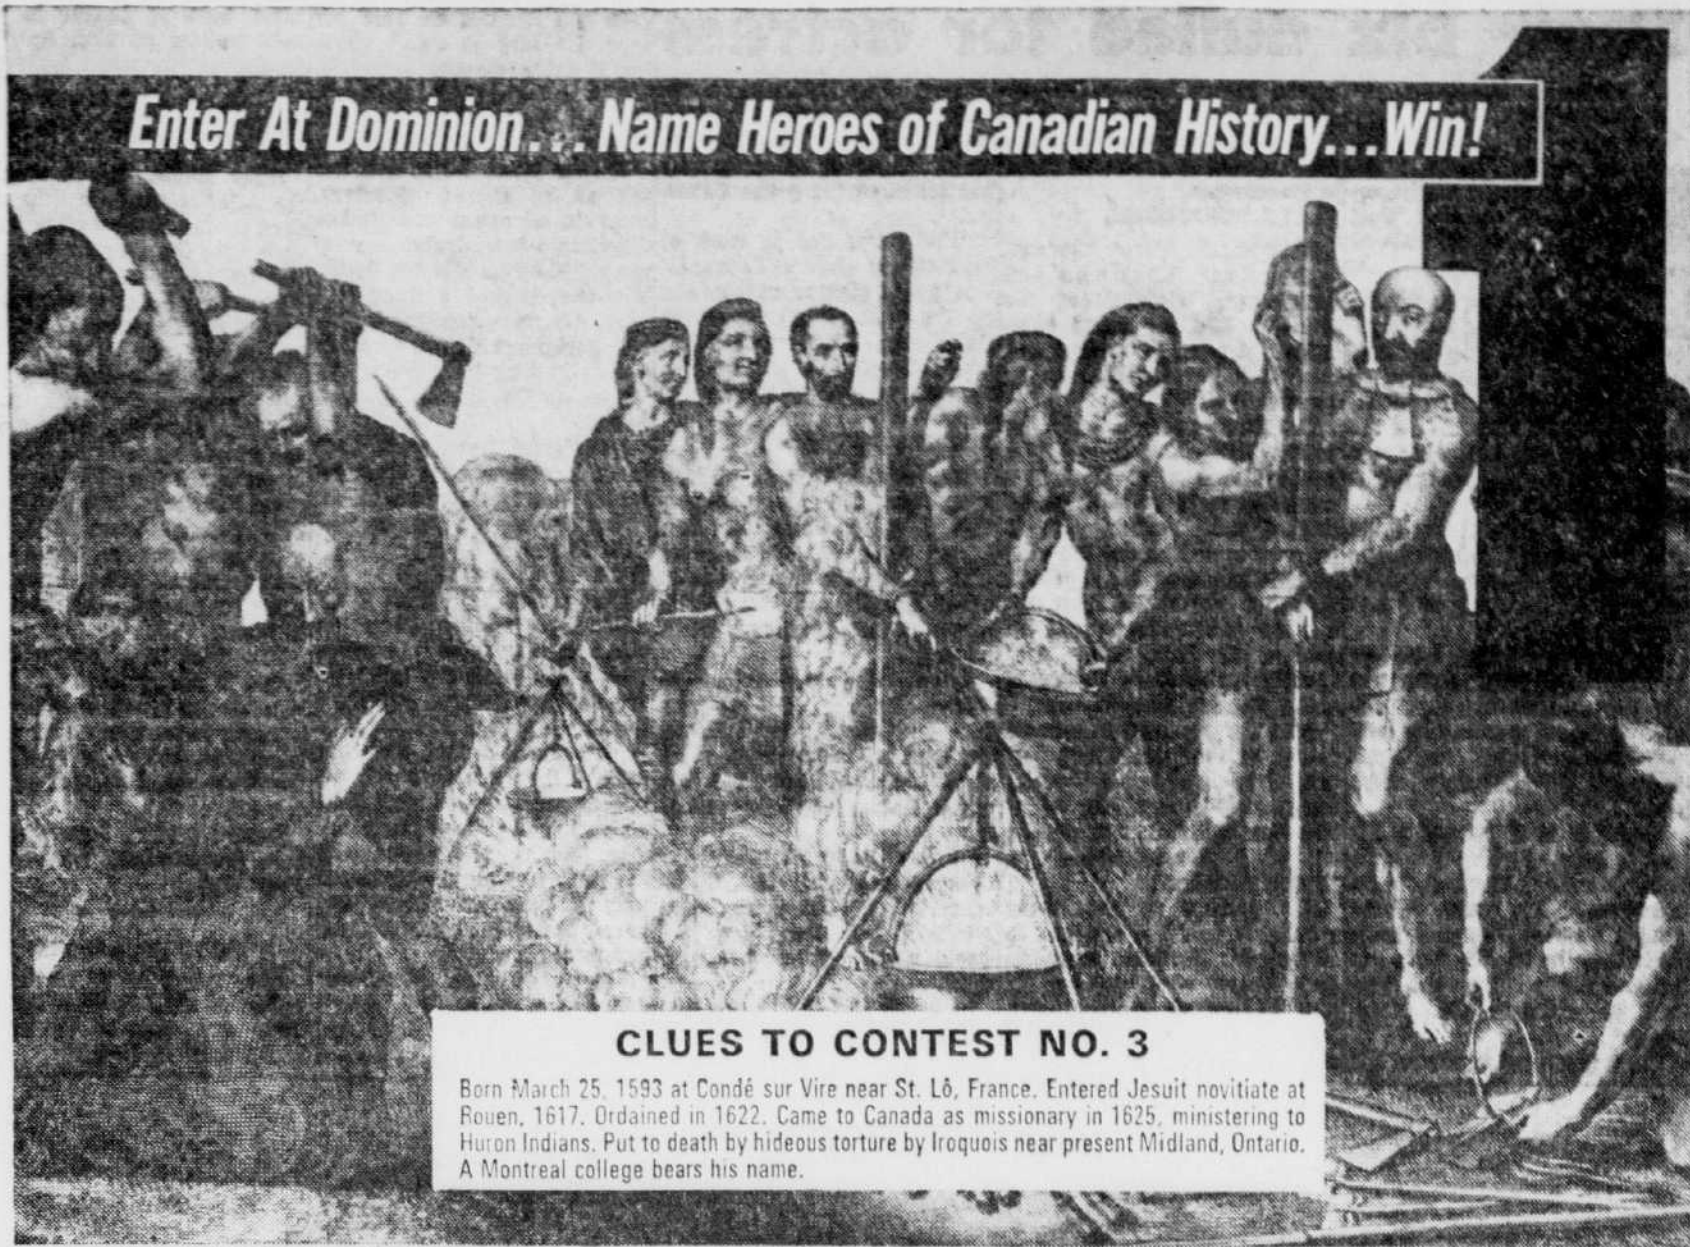 Enter At Dominion... Name Heroes of Canadian History...Win!
CLUES TO CONTEST NO. 3
Born March 25, 1593 at Condé sur Vire near St. Lô, France. Entered Jesuit novitiate at
Rouen, 1617. Ordained in 1622. Came to Canada as missionary in 1625, ministering to
Huron Indians. Put to death by hideous torture by Iroquois near present Midland, Ontario.
A Montreal college bears his name.